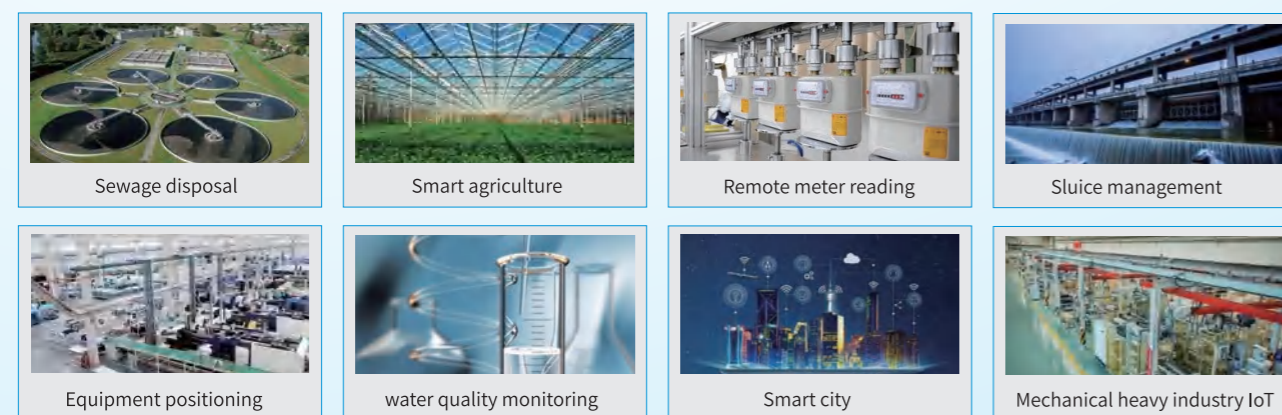 Sewage disposal
Smart agriculture
Remote meter reading
Sluice management
Equipment positioning
water quality monitoring
Smart city
Mechanical heavy industry IoT